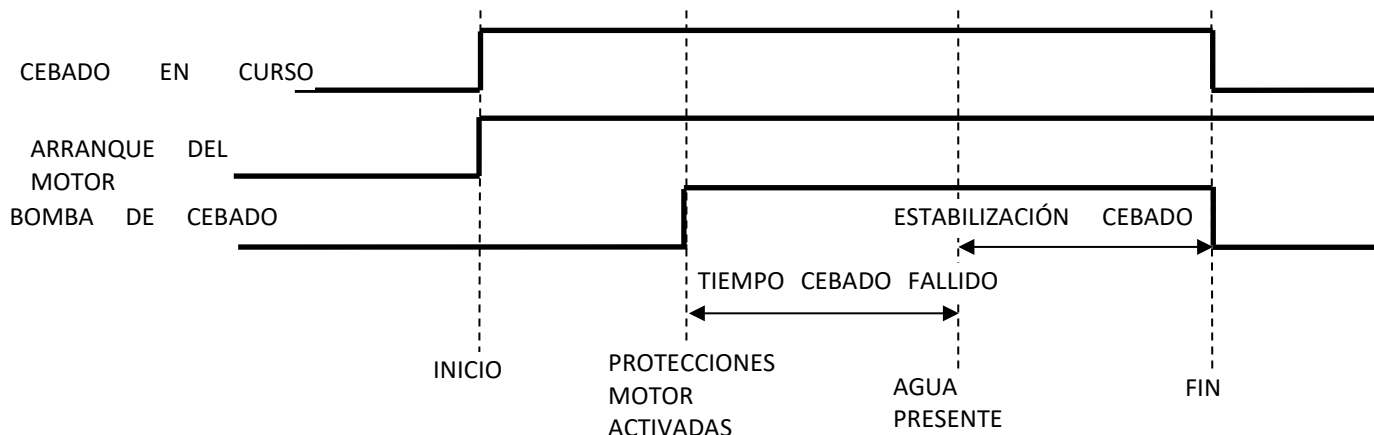 CEBADO EN CURSO
ARRANQUE DEL
MOTOR
BOMBA DE CEBADO
ESTABILIZACIÓN CEBADO
TIEMPO CEBADO FALLIDO
INICIO
PROTECCIONES
MOTOR
ACTIVADAS
AGUA
PRESENTE
FIN